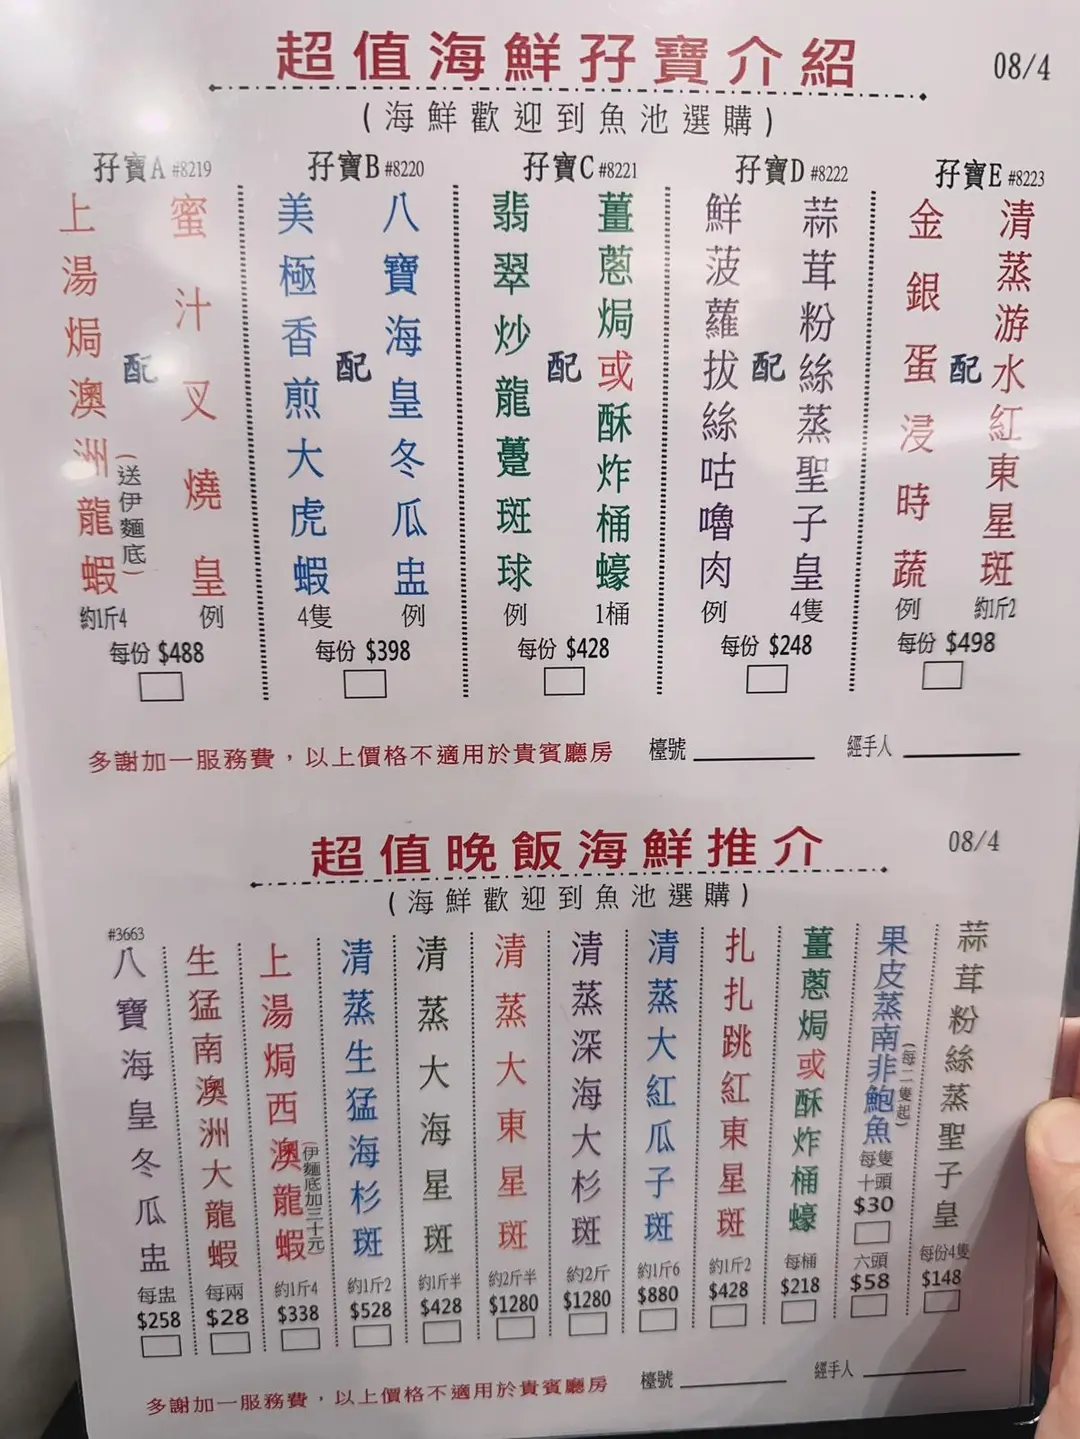 超值海鮮孖寶介紹
08/4
(海鮮歡迎到魚池選購)
孖寶A #8219
上湯焗澳洲龍蝦
(送伊麵底)
約1斤4
配
蜜汁叉燒皇
例
每份 $488
孖寶B #8220
美極香煎大虎蝦
4隻
配
八寶海皇冬瓜盅
例
每份 $398
孖寶C #8221
翡翠炒龍躉斑球
例
配
薑蔥焗或酥炸桶蠔
1桶
每份 $428
孖寶D #8222
鮮菠蘿拔絲咕嚕肉
例
配
蒜茸粉絲蒸聖子皇
4隻
每份 $248
孖寶E #8223
金銀蛋浸時蔬
例
配
清蒸游水紅東星斑
約1斤2
每份 $498
多謝加一服務費，以上價格不適用於貴賓廳房
檯號
經手人
超值晚飯海鮮推介
08/4
(海鮮歡迎到魚池選購)
#3663
八寶海皇冬瓜盅
每盅
$258
生猛南澳洲大龍蝦
每兩
$28
上湯焗西澳龍蝦
(伊麵底加三十元)
約1斤4
$338
清蒸生猛海杉斑
約1斤2
$528
清蒸大海星斑
約1斤半
$428
清蒸大東星斑
約2斤半
$1280
清蒸深海大杉斑
約2斤
$1280
清蒸大紅瓜子斑
約1斤6
$880
扎扎跳紅東星斑
約1斤2
$428
薑蔥焗或酥炸桶蠔
每桶
$218
果皮蒸南非鮑魚
(每二隻起)
每隻
十頭
$30
六頭
$58
蒜茸粉絲蒸聖子皇
每份4隻
$148
多謝加一服務費，以上價格不適用於貴賓廳房
檯號
經手人